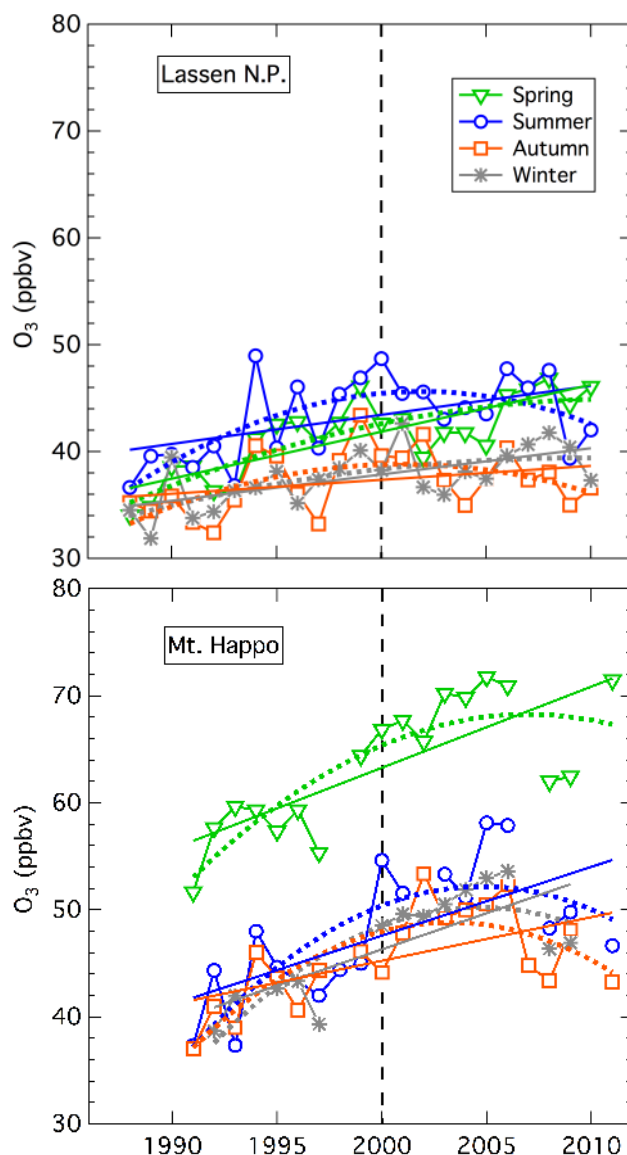 80
Lassen N.P.
Spring
Summer
Autumn
Winter
70
60
O₃ (ppbv)
50
40
30
80
Mt. Happo
70
60
O₃ (ppbv)
50
40
30
1990 1995 2000 2005 2010